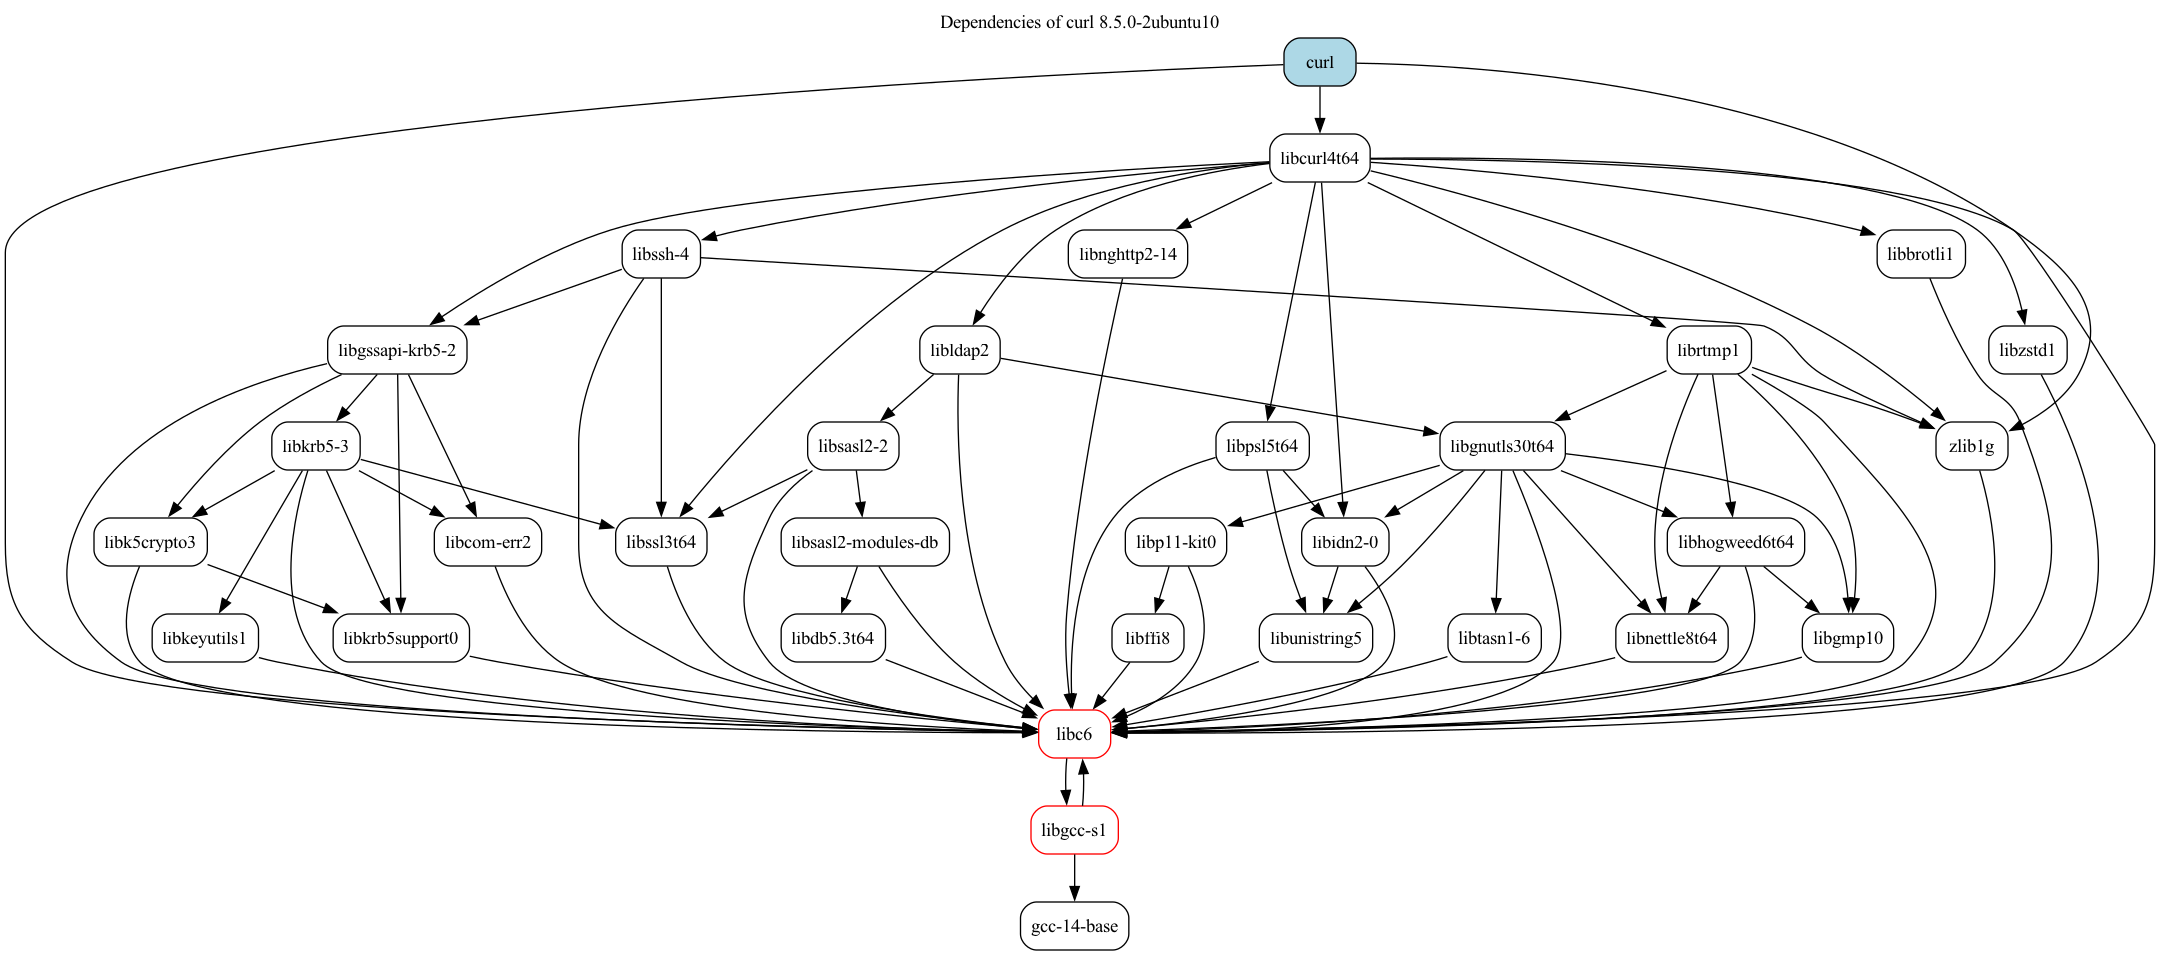 Dependencies of curl 8.5.0-2ubuntu10
curl
libcurl4t64
libssh-4
libnghttp2-14
libbrotli1
libgssapi-krb5-2
libldap2
librtmp1
libzstd1
libkrb5-3
libsasl2-2
libpsl5t64
libgnutls30t64
zlib1g
libk5crypto3
libcom-err2
libssl3t64
libsasl2-modules-db
libp11-kit0
libidn2-0
libhogweed6t64
libkeyutils1
libkrb5support0
libdb5.3t64
libffi8
libunistring5
libtasn1-6
libnettle8t64
libgmp10
libc6
libgcc-s1
gcc-14-base